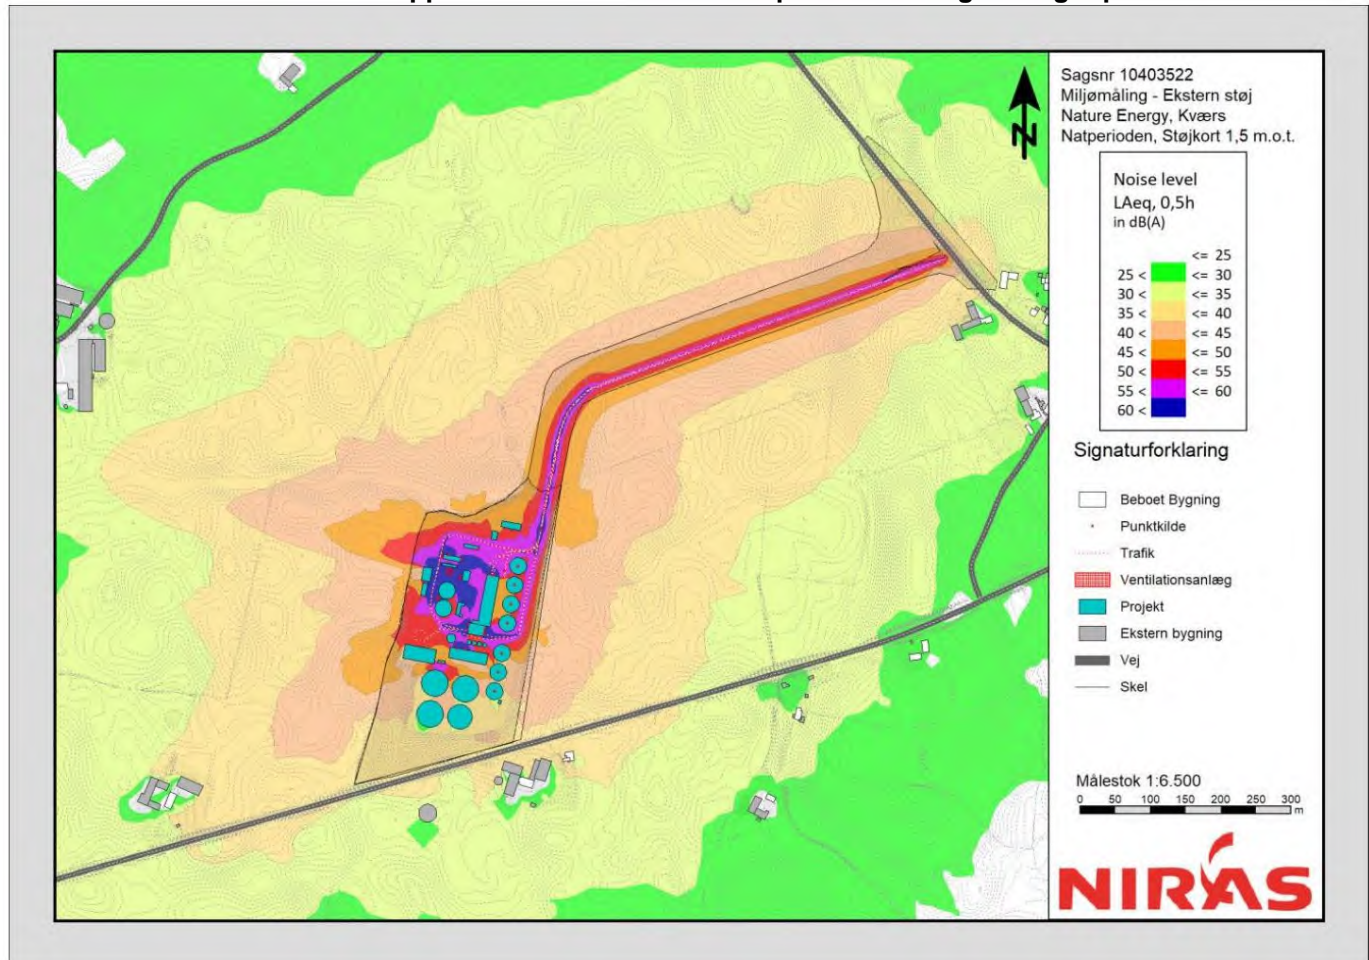 Sagsnr 10403522
Miljømåling - Ekstern støj
Nature Energy, Kværs
Natperioden, Støjkort 1,5 m.o.t.
N
Noise level
LAeq, 0,5h
in dB(A)
<= 25
25 < <= 30
30 < <= 35
35 < <= 40
40 < <= 45
45 < <= 50
50 < <= 55
55 < <= 60
60 <
Signaturforklaring
Beboet Bygning
Punktkilde
Trafik
Ventilationsanlæg
Projekt
Ekstern bygning
Vej
Skel
Målestok 1:6.500
0 50 100 150 200 250 300
m
NIRAS